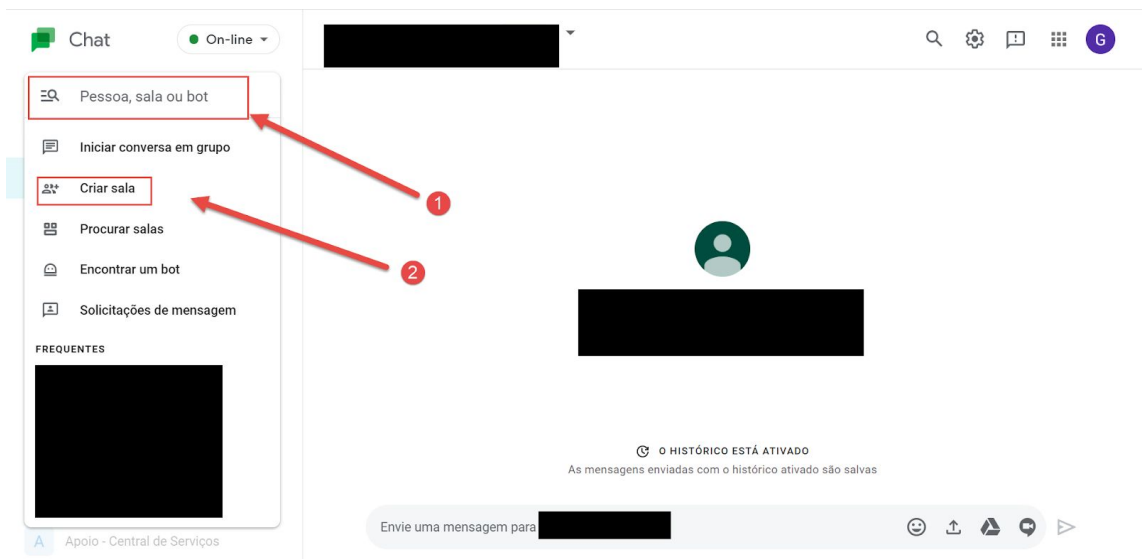 Chat
On-line
G
Pessoa, sala ou bot
Iniciar conversa em grupo
1
Criar sala
Procurar salas
2
Encontrar um bot
Solicitações de mensagem
FREQUENTES
O HISTÓRICO ESTÁ ATIVADO
As mensagens enviadas com o histórico ativado são salvas
Envie uma mensagem para
A Apoio - Central de Serviços